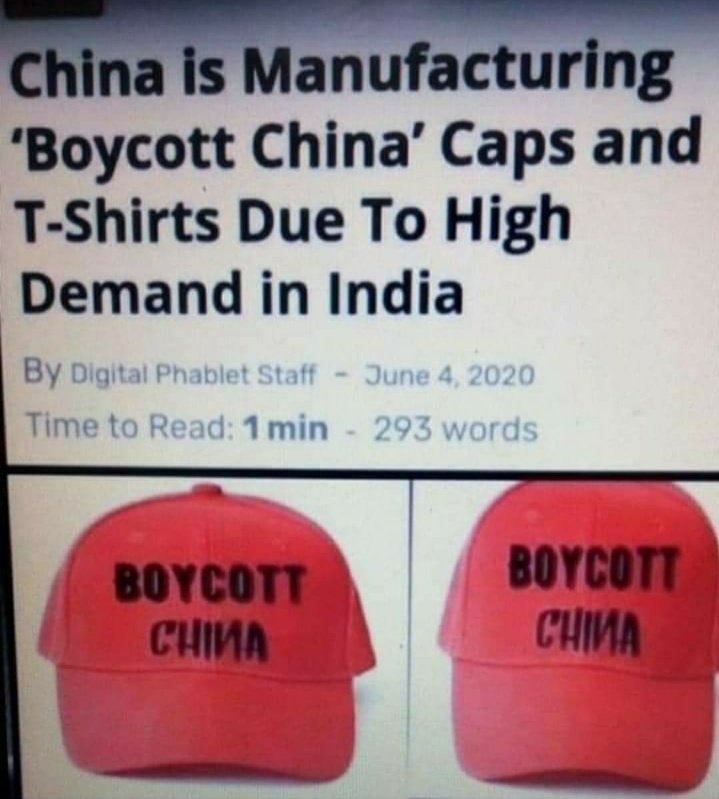 China is Manufacturing
‘Boycott China’ Caps and
T-Shirts Due To High
Demand in India
By Digital Phablet Staff - June 4, 2020
Time to Read: 1 min - 293 words
BOYCOTT
CHINA
BOYCOTT
CHINA